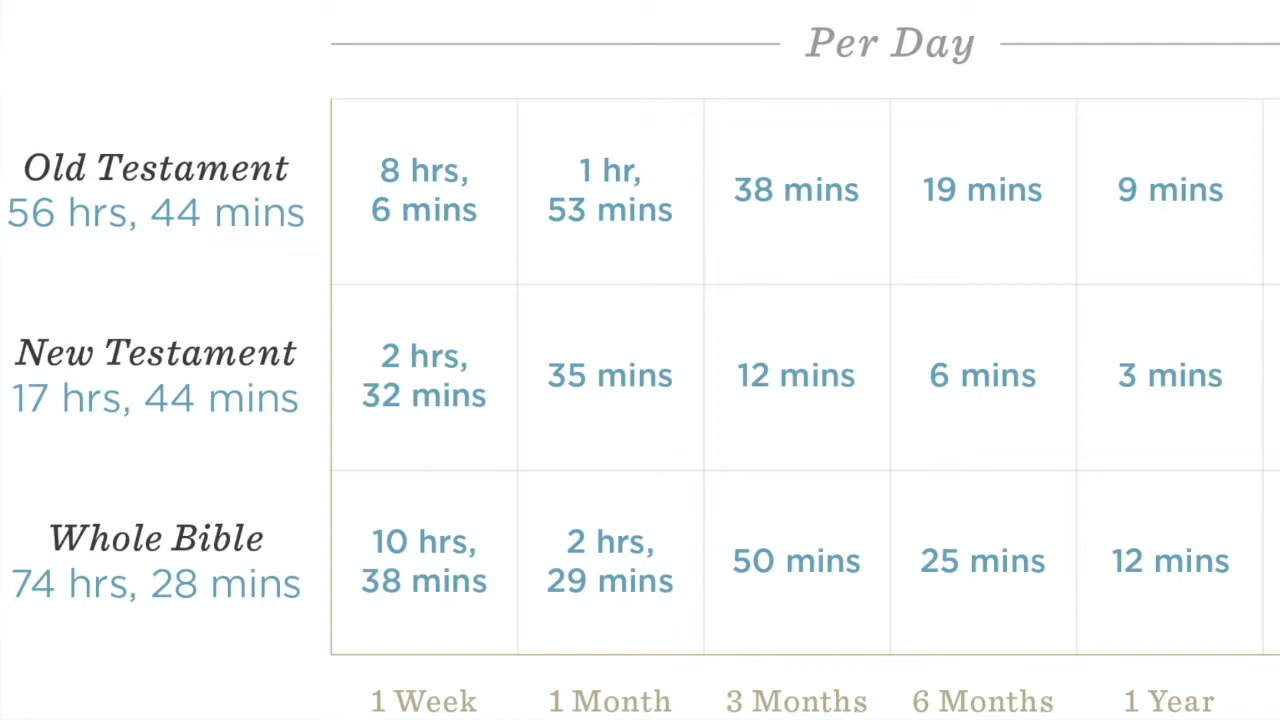 Per Day
Old Testament
56 hrs, 44 mins
8 hrs,
6 mins
1 hr,
53 mins
38 mins
19 mins
9 mins
New Testament
17 hrs, 44 mins
2 hrs,
32 mins
35 mins
12 mins
6 mins
3 mins
Whole Bible
74 hrs, 28 mins
10 hrs,
38 mins
2 hrs,
29 mins
50 mins
25 mins
12 mins
1 Week
1 Month
3 Months
6 Months
1 Year